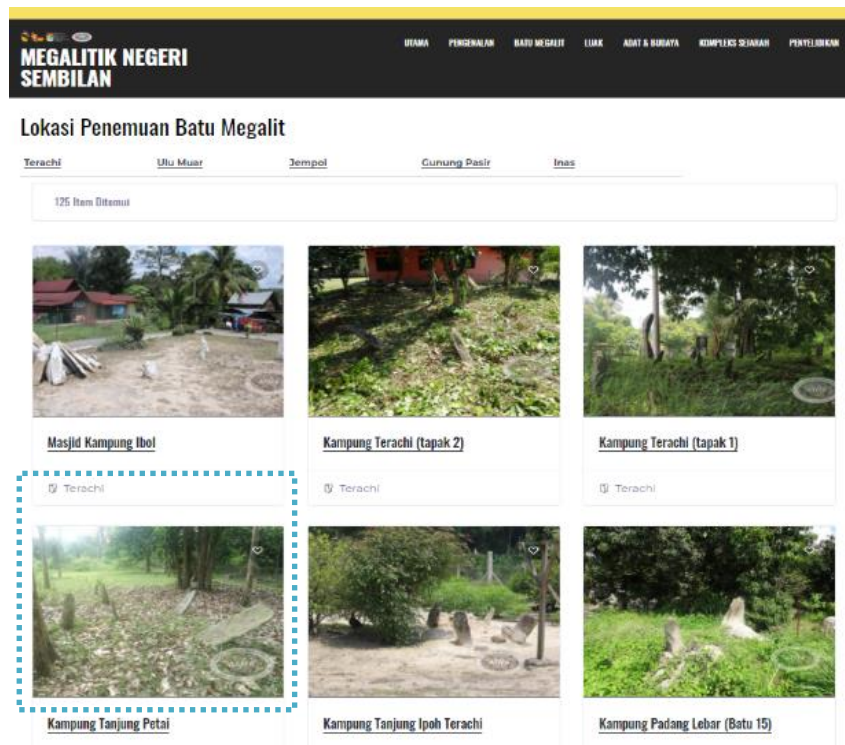 MEGALITIK NEGERI
SEMBILAN
UTAMA PENGENALAN BATU MEGALIT LUAK ADAT & BUDAYA KOMPLEKS SEJARAH PENYELIDIKAN
Lokasi Penemuan Batu Megalit
Terachi Ulu Muar Jempol Gunung Pasir Inas
125 Item Ditemui
Masjid Kampung Ibol Kampung Terachi (tapak 2) Kampung Terachi (tapak 1)
Terachi Terachi Terachi
Kampung Tanjung Petai Kampung Tanjung Ipoh Terachi Kampung Padang Lebar (Batu 15)